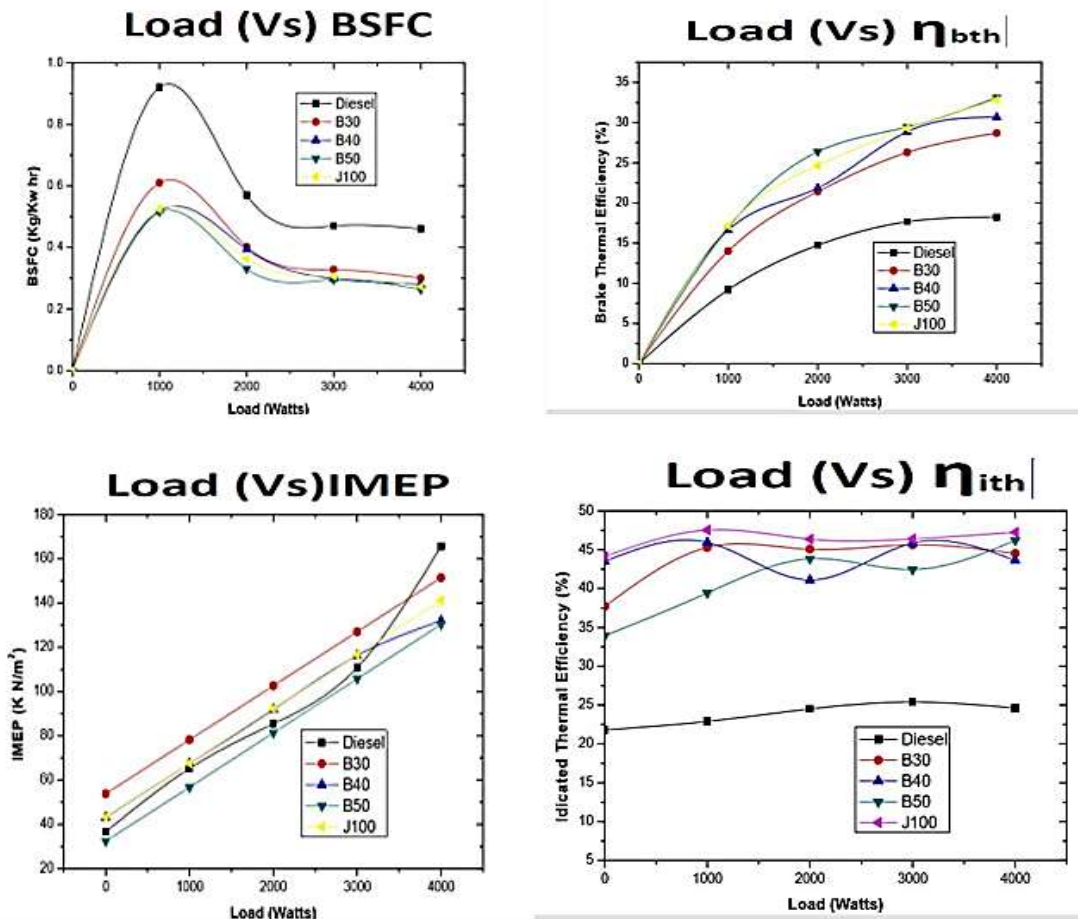 Load (Vs) BSFC
1.0
0.8
0.6
0.4
0.2
0.0
BSFC (Kg/Kw hr)
Diesel
B30
B40
B50
J100
0 1000 2000 3000 4000
Load (Watts)
Load (Vs) ηbth
35
30
25
20
15
10
5
0
Brake Thermal Efficiency (%)
Diesel
B30
B40
B50
J100
0 1000 2000 3000 4000
Load (Watts)
Load (Vs)IMEP
180
160
140
120
100
80
60
40
20
IMEP (K N/m²)
Diesel
B30
B40
B50
J100
0 1000 2000 3000 4000
Load (Watts)
Load (Vs) ηith
50
45
40
35
30
25
20
15
10
5
0
Idicated Thermal Efficiency (%)
Diesel
B30
B40
B50
J100
0 1000 2000 3000 4000
Load (Watts)